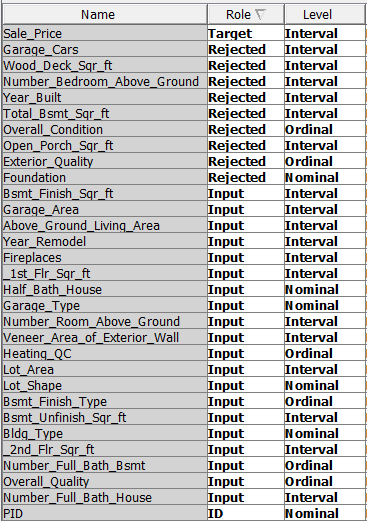 Name Role Level
Sale_Price Target Interval
Garage_Cars Rejected Interval
Wood_Deck_Sqr_ft Rejected Interval
Number_Bedroom_Above_Ground Rejected Interval
Year_Built Rejected Interval
Total_Bsmt_Sqr_ft Rejected Interval
Overall_Condition Rejected Ordinal
Open_Porch_Sqr_ft Rejected Interval
Exterior_Quality Rejected Ordinal
Foundation Rejected Nominal
Bsmt_Finish_Sqr_ft Input Interval
Garage_Area Input Interval
Above_Ground_Living_Area Input Interval
Year_Remodel Input Interval
Fireplaces Input Interval
_1st_Flr_Sqr_ft Input Interval
Half_Bath_House Input Nominal
Garage_Type Input Nominal
Number_Room_Above_Ground Input Interval
Veneer_Area_of_Exterior_Wall Input Interval
Heating_QC Input Ordinal
Lot_Area Input Interval
Lot_Shape Input Nominal
Bsmt_Finish_Type Input Ordinal
Bsmt_Unfinish_Sqr_ft Input Interval
Bldg_Type Input Nominal
_2nd_Flr_Sqr_ft Input Interval
Number_Full_Bath_Bsmt Input Ordinal
Overall_Quality Input Ordinal
Number_Full_Bath_House Input Interval
PID ID Nominal